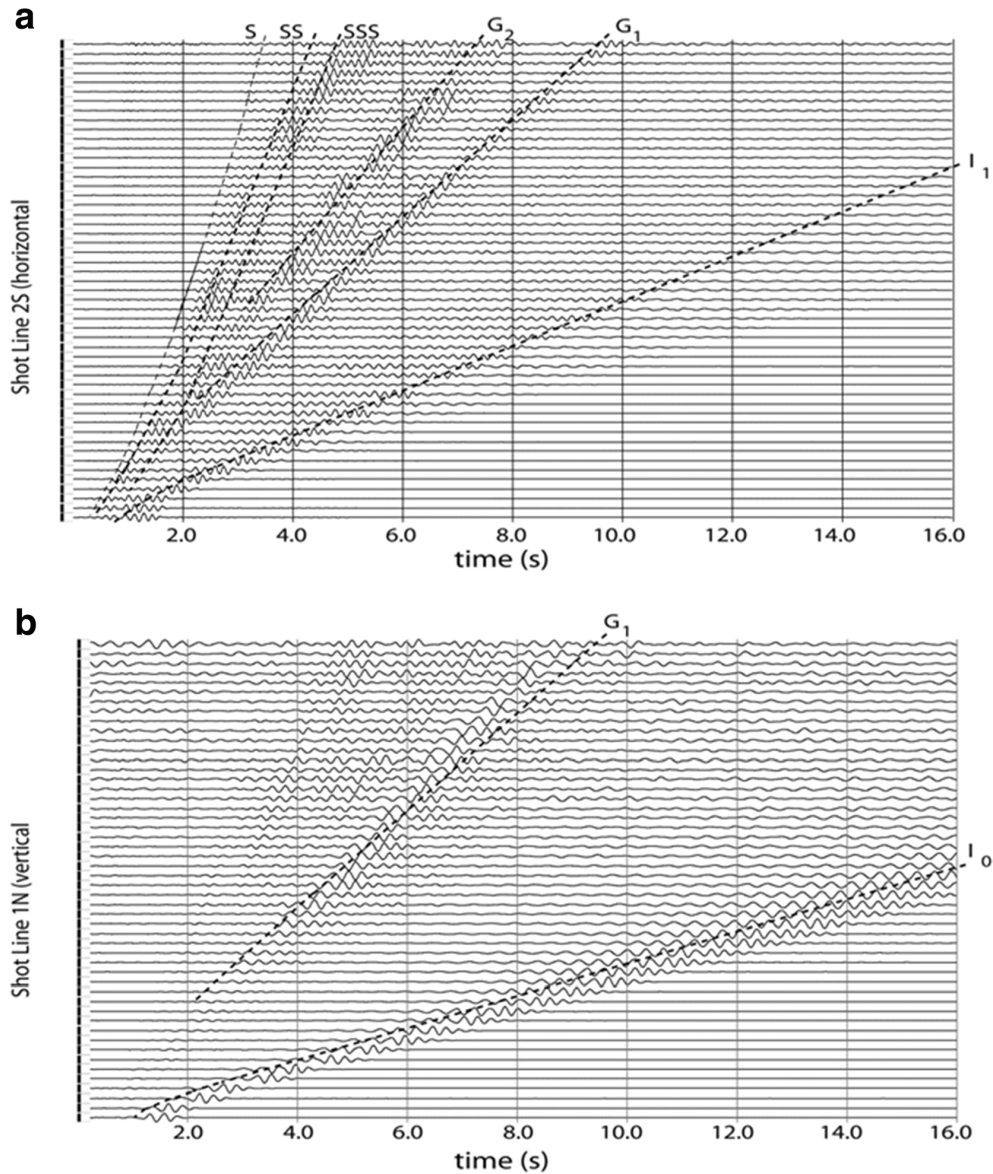 a
S SS SSS G2 G1
I 1
Shot Line 2S (horizontal)
2.0 4.0 6.0 8.0 10.0 12.0 14.0 16.0
time (s)
b
G1
I o
Shot Line 1N (vertical
2.0 4.0 6.0 8.0 10.0 12.0 14.0 16.0
time (s)